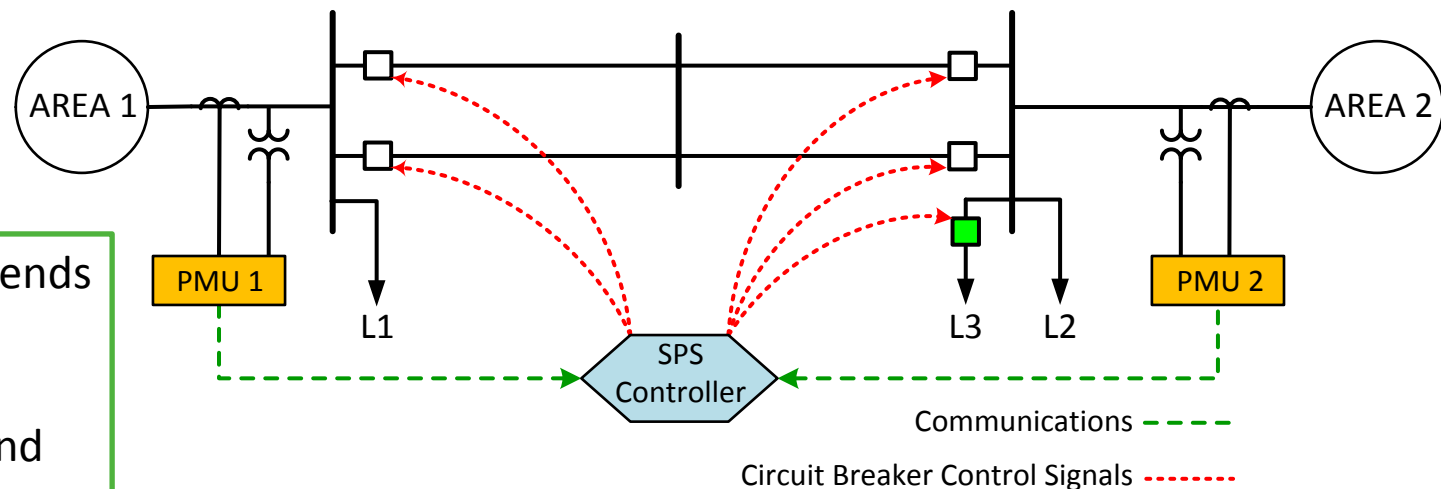 AREA 1
AREA 2
ends
nd
PMU 1
PMU 2
L1
L3
L2
SPS
Controller
Communications
Circuit Breaker Control Signals